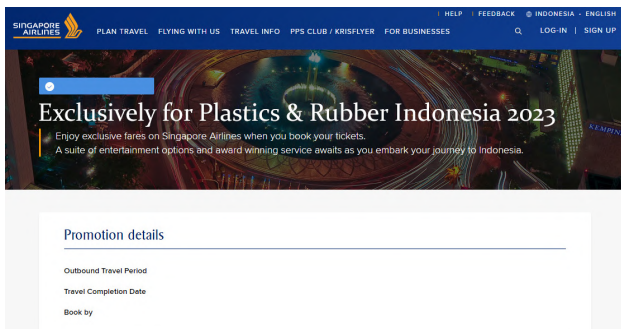 HELP
FEEDBACK
INDONESIA - ENGLISH
SINGAPORE
AIRLINES
PLAN TRAVEL
FLYING WITH US
TRAVEL INFO
PPS CLUB / KRISFLYER
FOR BUSINESSES
LOG-IN
SIGN UP
Exclusively for Plastics & Rubber Indonesia 2023
KEMPIN
Enjoy exclusive fares on Singapore Airlines when you book your tickets.
A suite of entertainment options and award winning service awaits as you embark your journey to Indonesia.
Promotion details
Outbound Travel Period
Travel Completion Date
Book by